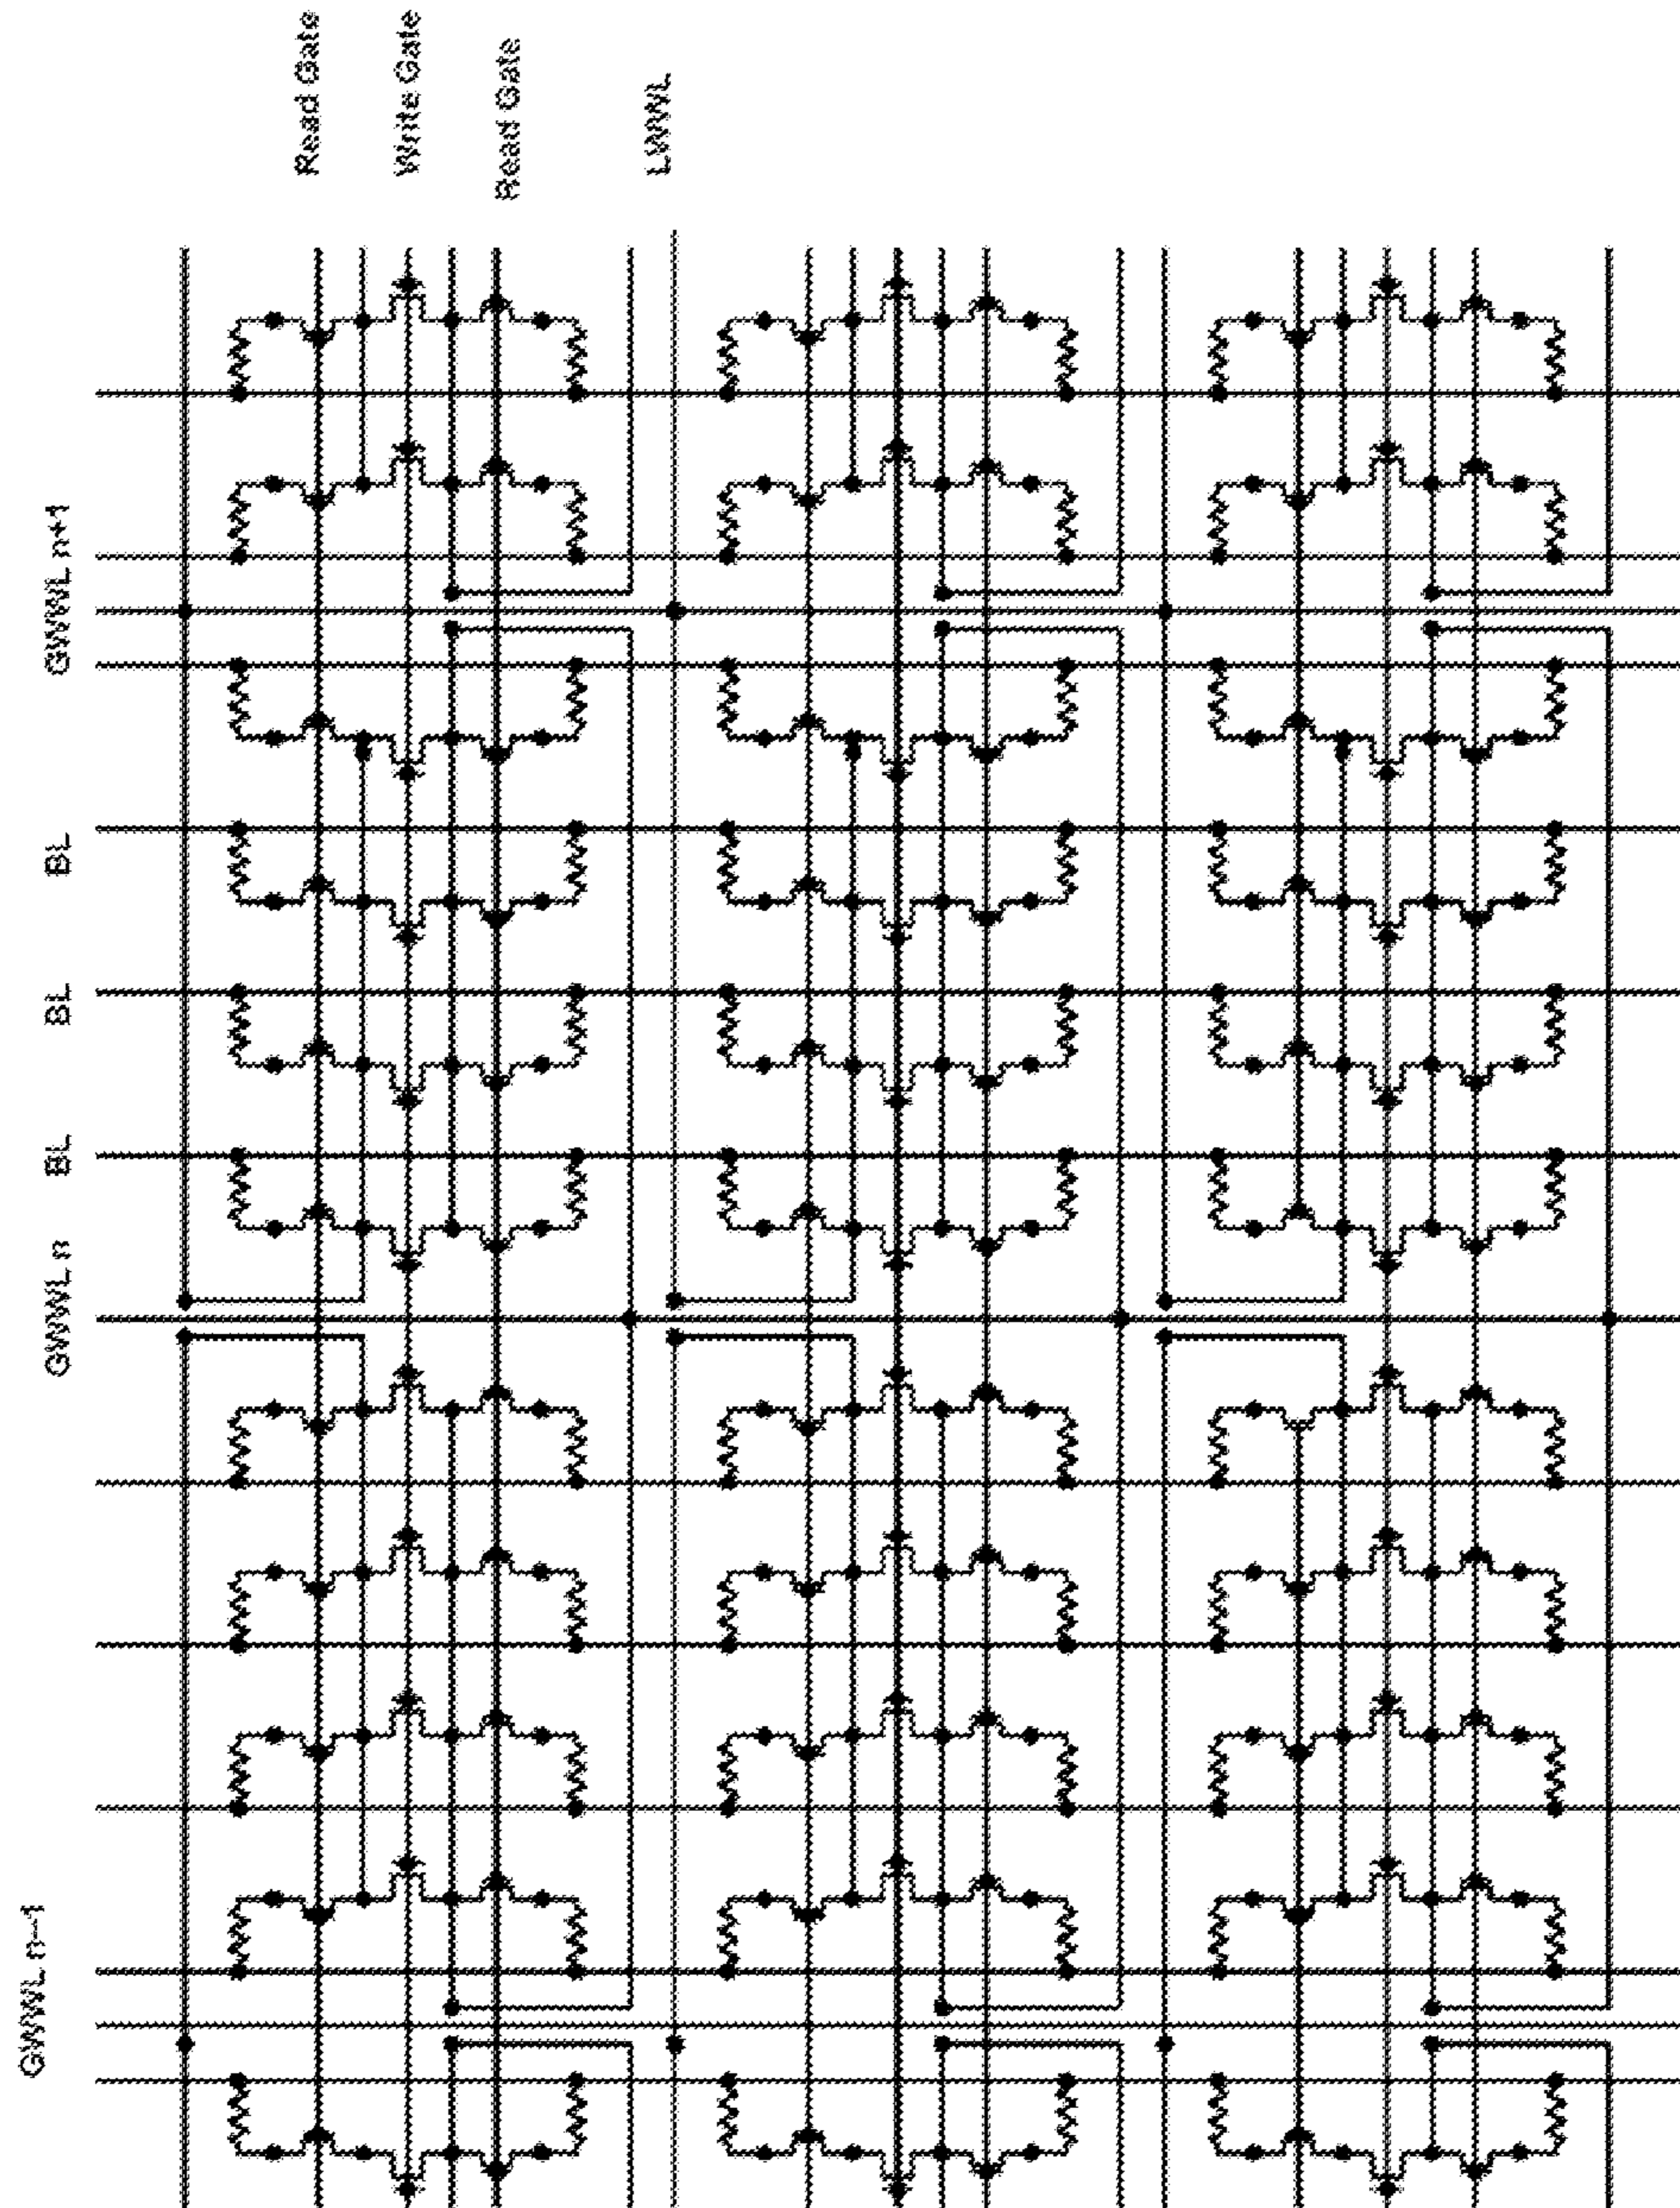 Read Gate
Write Gate
Read Gate
LWWL
GWWL n+1
BL
BL
BL
GWWL n
GWWL n–1